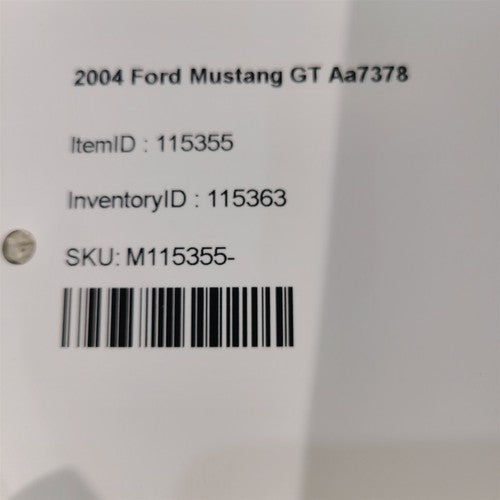 2004 Ford Mustang GT Aa7378
ItemID : 115355
InventoryID : 115363
SKU: M115355-